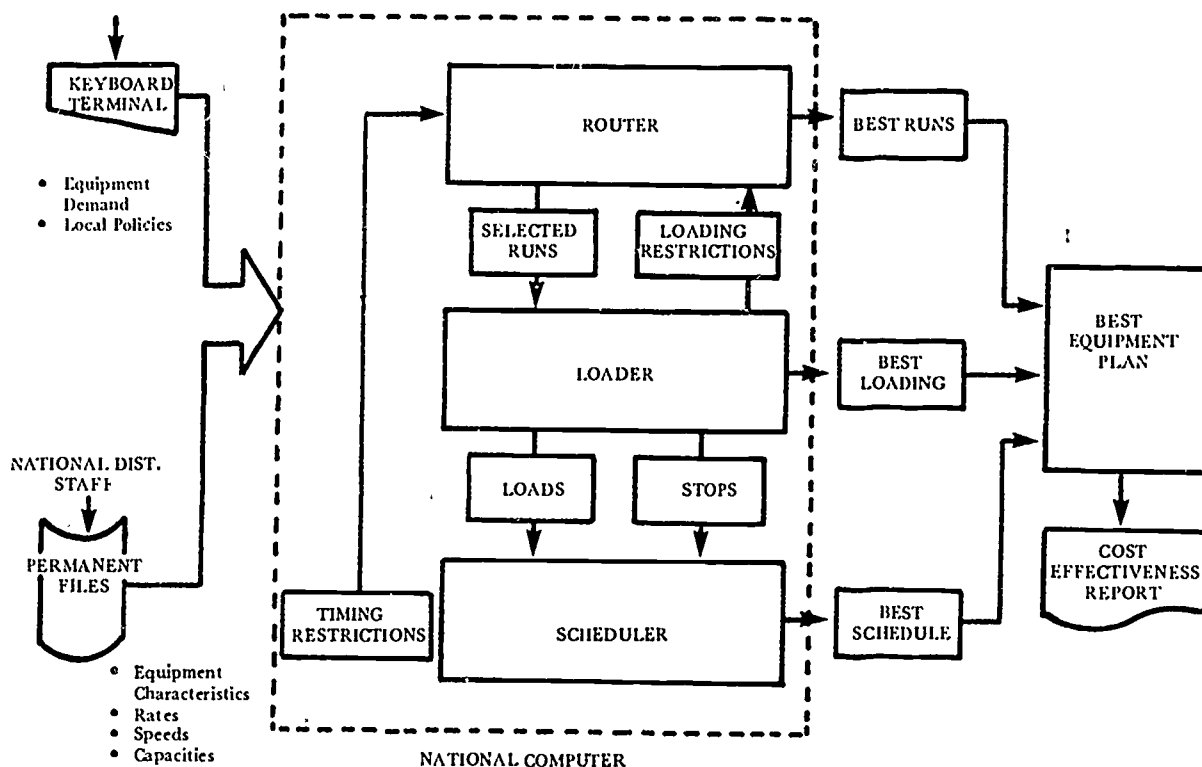 KEYBOARD
TERMINAL
• Equipment
Demand
• Local Policies
NATIONAL DIST.
STAFF
PERMANENT
FILES
• Equipment
Characteristics
• Rates
• Speeds
• Capacities
ROUTER
SELECTED
RUNS
LOADING
RESTRICTIONS
LOADER
LOADS
STOPS
TIMING
RESTRICTIONS
SCHEDULER
NATIONAL COMPUTER
BEST RUNS
BEST
LOADING
BEST
SCHEDULE
BEST
EQUIPMENT
PLAN
COST
EFFECTIVENESS
REPORT